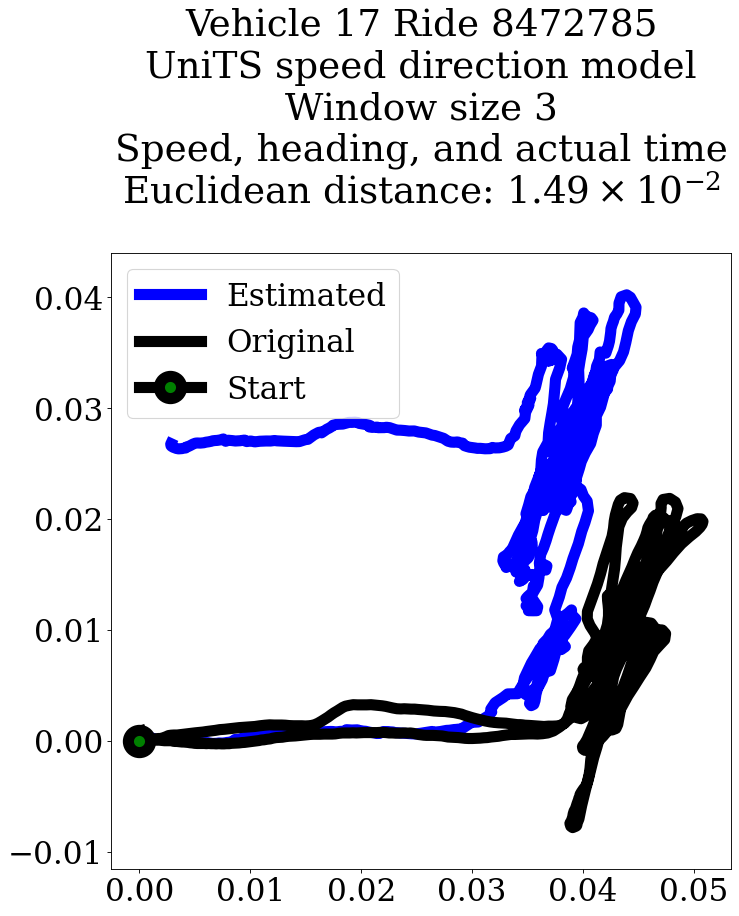 Vehicle 17 Ride 8472785
UniTS speed direction model
Window size 3
Speed, heading, and actual time
Euclidean distance: 1.49 × 10⁻²
Estimated
Original
Start
0.04
0.03
0.02
0.01
0.00
−0.01
0.00 0.01 0.02 0.03 0.04 0.05